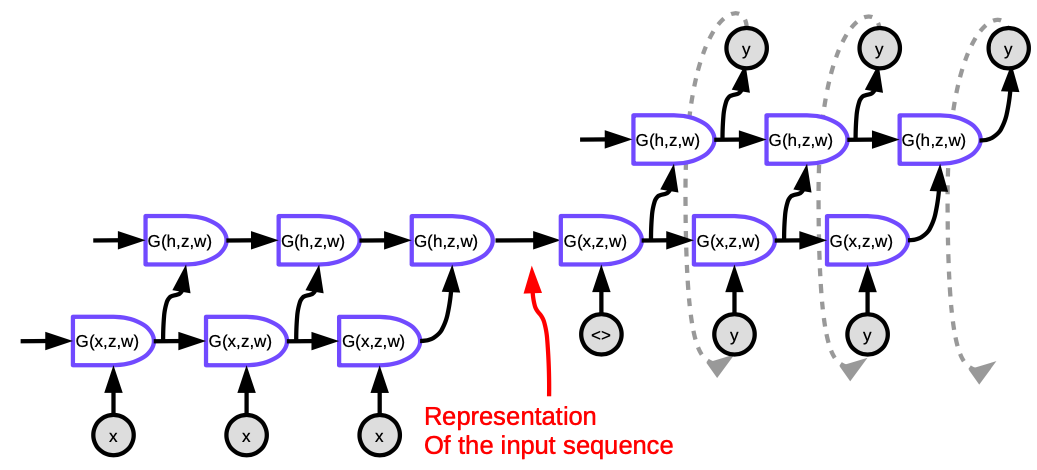 y
y
y
G(h,z,w)
G(h,z,w)
G(h,z,w)
G(h,z,w)
G(h,z,w)
G(h,z,w)
G(x,z,w)
G(x,z,w)
G(x,z,w)
G(x,z,w)
G(x,z,w)
G(x,z,w)
<>
y
y
x
x
x
Representation
Of the input sequence